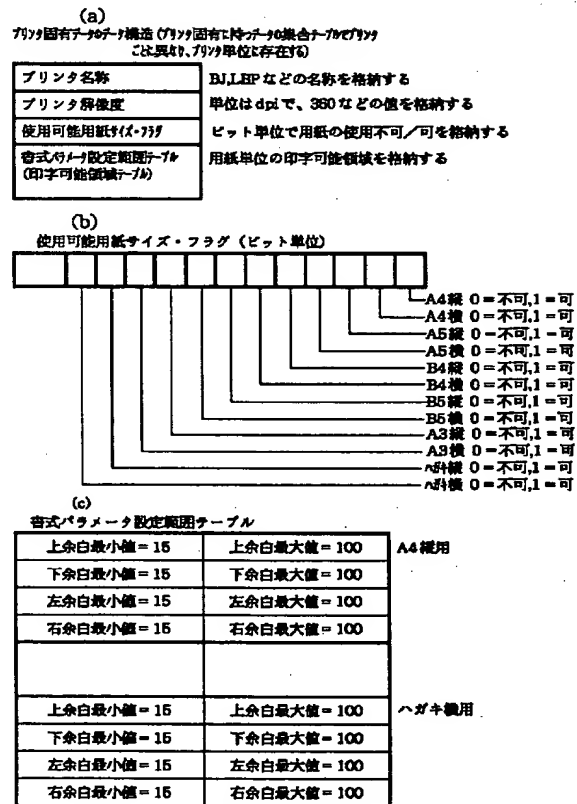 (a)
プリンタ固有データのデータ構造(プリンタ固有に持つデータの集合テーブルでプリンタ
ごとに異なり、プリンタ単位に存在する)
プリンタ名称 BJ,LBPなどの名称を格納する
プリンタ解像度 単位はdpiで、360などの値を格納する
使用可能用紙サイズ・フラグ ビット単位で用紙の使用不可/可を格納する
書式パラメータ設定範囲テーブル 用紙単位の印字可能領域を格納する
(印字可能領域テーブル)
(b)
使用可能用紙サイズ・フラグ(ビット単位)
A4縦 0=不可,1=可
A4横 0=不可,1=可
A5縦 0=不可,1=可
A5横 0=不可,1=可
B4縦 0=不可,1=可
B4横 0=不可,1=可
B5縦 0=不可,1=可
B5横 0=不可,1=可
A3縦 0=不可,1=可
A3横 0=不可,1=可
ハガキ縦 0=不可,1=可
ハガキ横 0=不可,1=可
(c)
書式パラメータ設定範囲テーブル
上余白最小値=15 上余白最大値=100 A4縦用
下余白最小値=15 下余白最大値=100
左余白最小値=15 左余白最大値=100
右余白最小値=15 右余白最大値=100
上余白最小値=15 上余白最大値=100 ハガキ横用
下余白最小値=15 下余白最大値=100
左余白最小値=15 左余白最大値=100
右余白最小値=15 右余白最大値=100